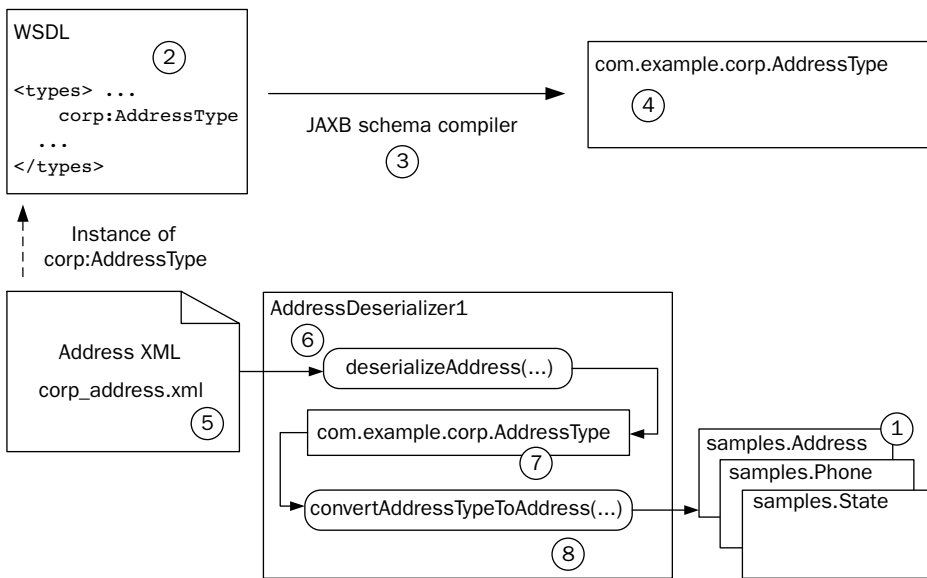 WSDL
2
<types> ...
corp:AddressType
...
</types>
JAXB schema compiler
3
com.example.corp.AddressType
4
Instance of
corp:AddressType
Address XML
corp_address.xml
5
AddressDeserializer1
6
deserializeAddress(...)
com.example.corp.AddressType
7
convertAddressTypeToAddress(...)
8
1
samples.Address
samples.Phone
samples.State